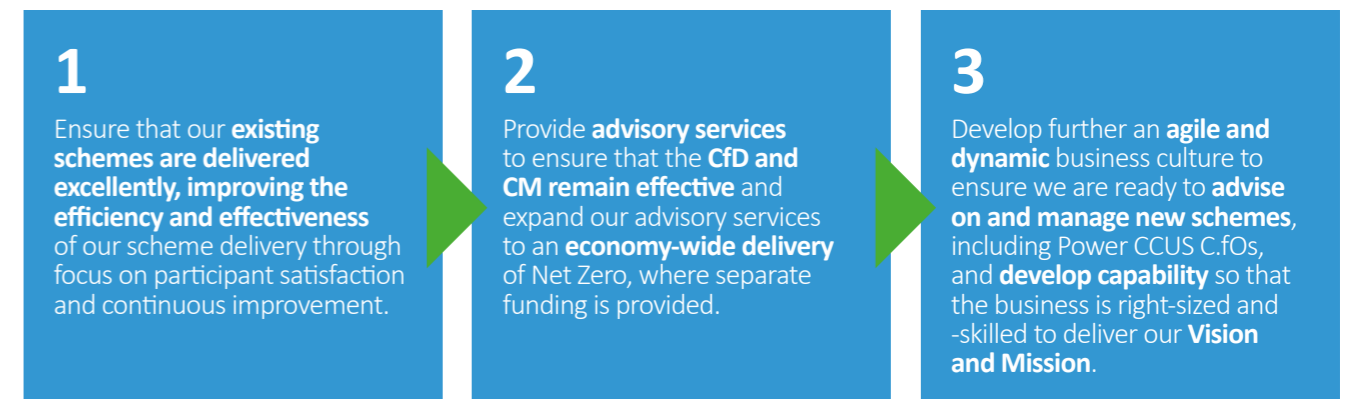 1
Ensure that our existing
schemes are delivered
excellently, improving the
efficiency and effectiveness
of our scheme delivery through
focus on participant satisfaction
and continuous improvement.
2
Provide advisory services
to ensure that the CfD and
CM remain effective and
expand our advisory services
to an economy-wide delivery
of Net Zero, where separate
funding is provided.
3
Develop further an agile and
dynamic business culture to
ensure we are ready to advise
on and manage new schemes,
including Power CCUS C.fOs,
and develop capability so that
the business is right-sized and
-skilled to deliver our Vision
and Mission.